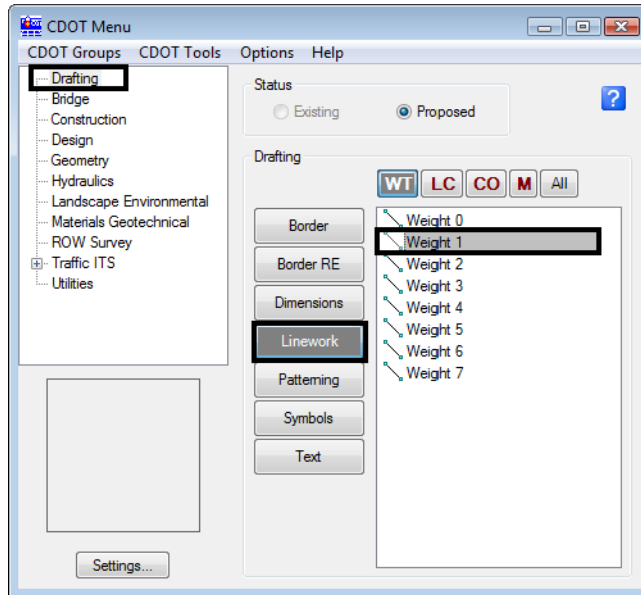 CDOT Menu
CDOT Groups CDOT Tools Options Help
Drafting
Bridge
Construction
Design
Geometry
Hydraulics
Landscape Environmental
Materials Geotechnical
ROW Survey
Traffic ITS
Utilities
Settings...
Status
Existing Proposed
?
Drafting
WT LC CO M All
Border
Border RE
Dimensions
Linework
Patterning
Symbols
Text
Weight 0
Weight 1
Weight 2
Weight 3
Weight 4
Weight 5
Weight 6
Weight 7